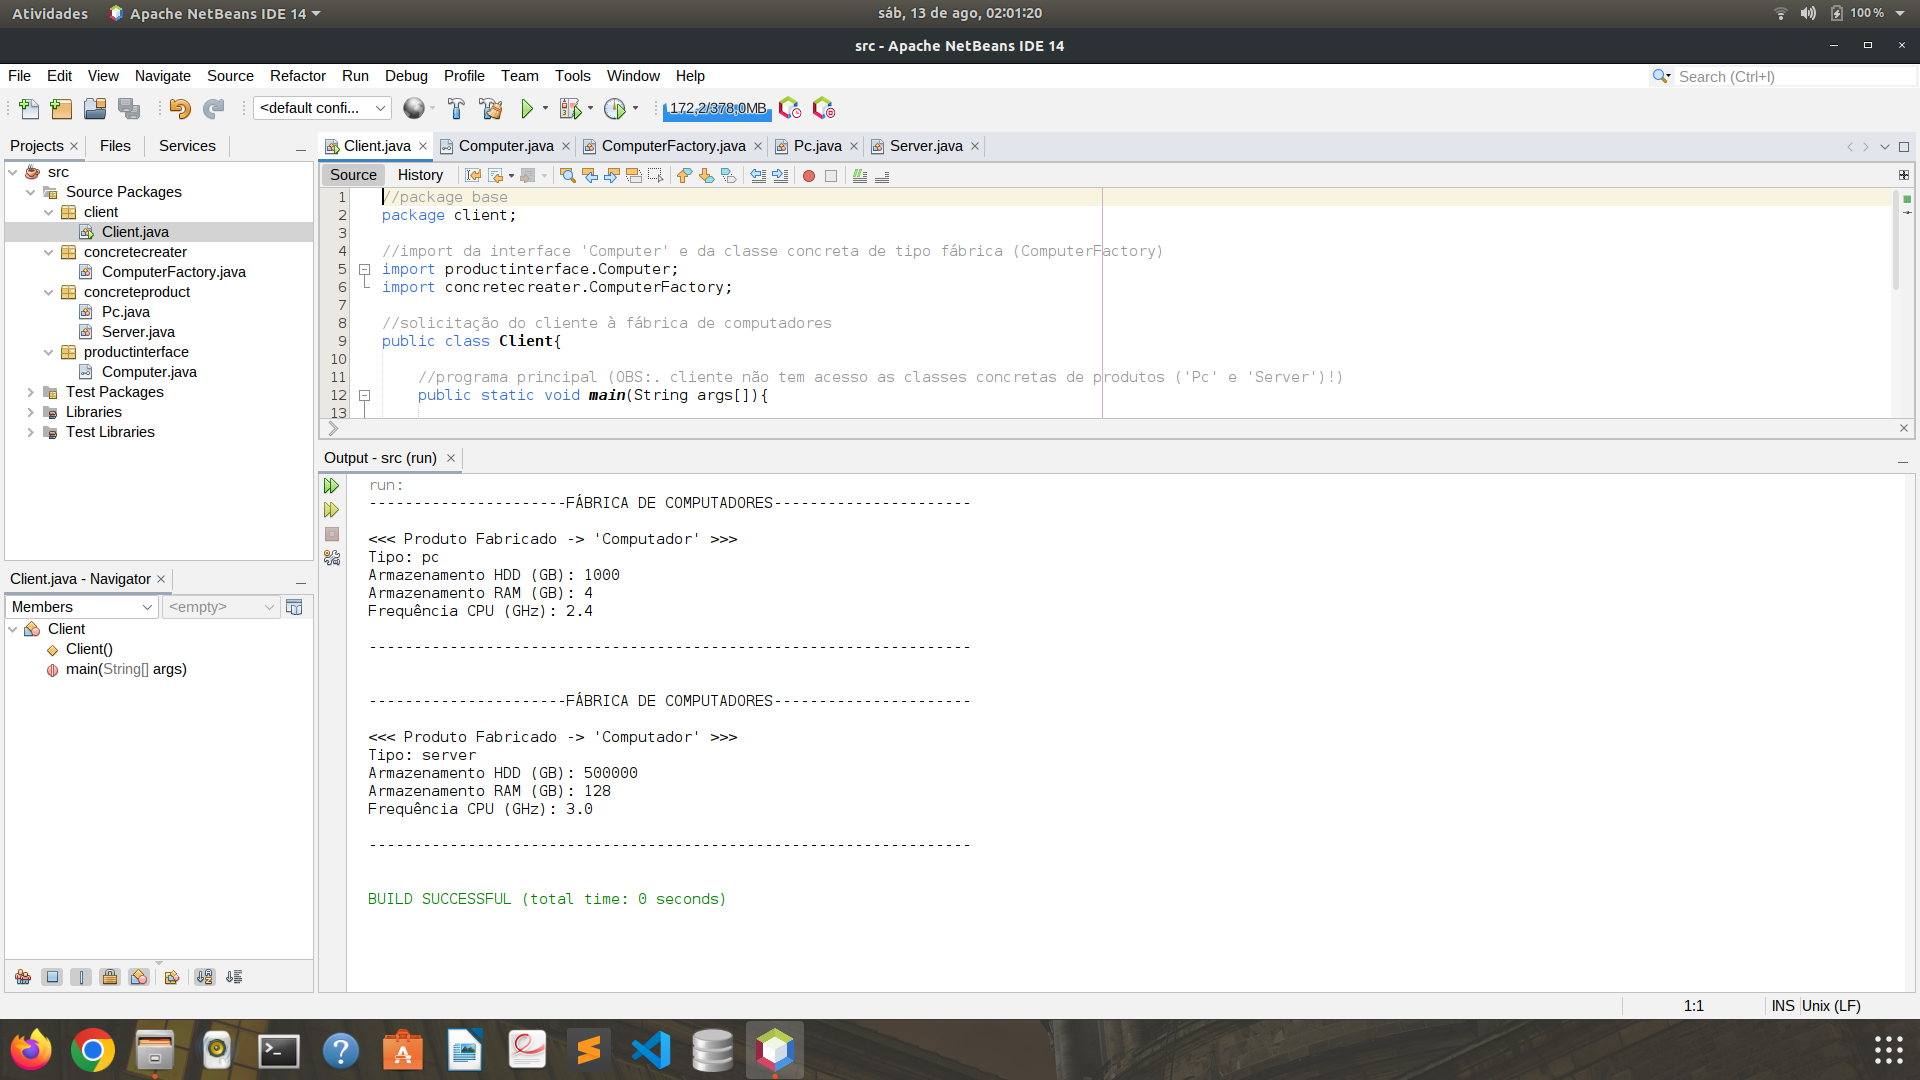 Atividades
Apache NetBeans IDE 14
sáb, 13 de ago, 02:01:20
100%
src - Apache NetBeans IDE 14
File Edit View Navigate Source Refactor Run Debug Profile Team Tools Window Help
Search (Ctrl+I)
<default confi...
172,2/378,0MB
Projects
Files
Services
src
Source Packages
client
Client.java
concretecreater
ComputerFactory.java
concreteproduct
Pc.java
Server.java
productinterface
Computer.java
Test Packages
Libraries
Test Libraries
Client.java - Navigator
Members
<empty>
Client
Client()
main(String[] args)
Client.java
Computer.java
ComputerFactory.java
Pc.java
Server.java
Source
History
1 //package base
2 package client;
3
4 //import da interface 'Computer' e da classe concreta de tipo fábrica (ComputerFactory)
5 import productinterface.Computer;
6 import concretecreater.ComputerFactory;
7
8 //solicitação do cliente à fábrica de computadores
9 public class Client{
10
11 //programa principal (OBS:. cliente não tem acesso as classes concretas de produtos ('Pc' e 'Server')!)
12 public static void main(String args[]){
13
Output - src (run)
run:
----------------------FÁBRICA DE COMPUTADORES----------------------
<<< Produto Fabricado -> 'Computador' >>>
Tipo: pc
Armazenamento HDD (GB): 1000
Armazenamento RAM (GB): 4
Frequência CPU (GHz): 2.4
-------------------------------------------------------------------
----------------------FÁBRICA DE COMPUTADORES----------------------
<<< Produto Fabricado -> 'Computador' >>>
Tipo: server
Armazenamento HDD (GB): 500000
Armazenamento RAM (GB): 128
Frequência CPU (GHz): 3.0
-------------------------------------------------------------------
BUILD SUCCESSFUL (total time: 0 seconds)
1:1
INS
Unix (LF)